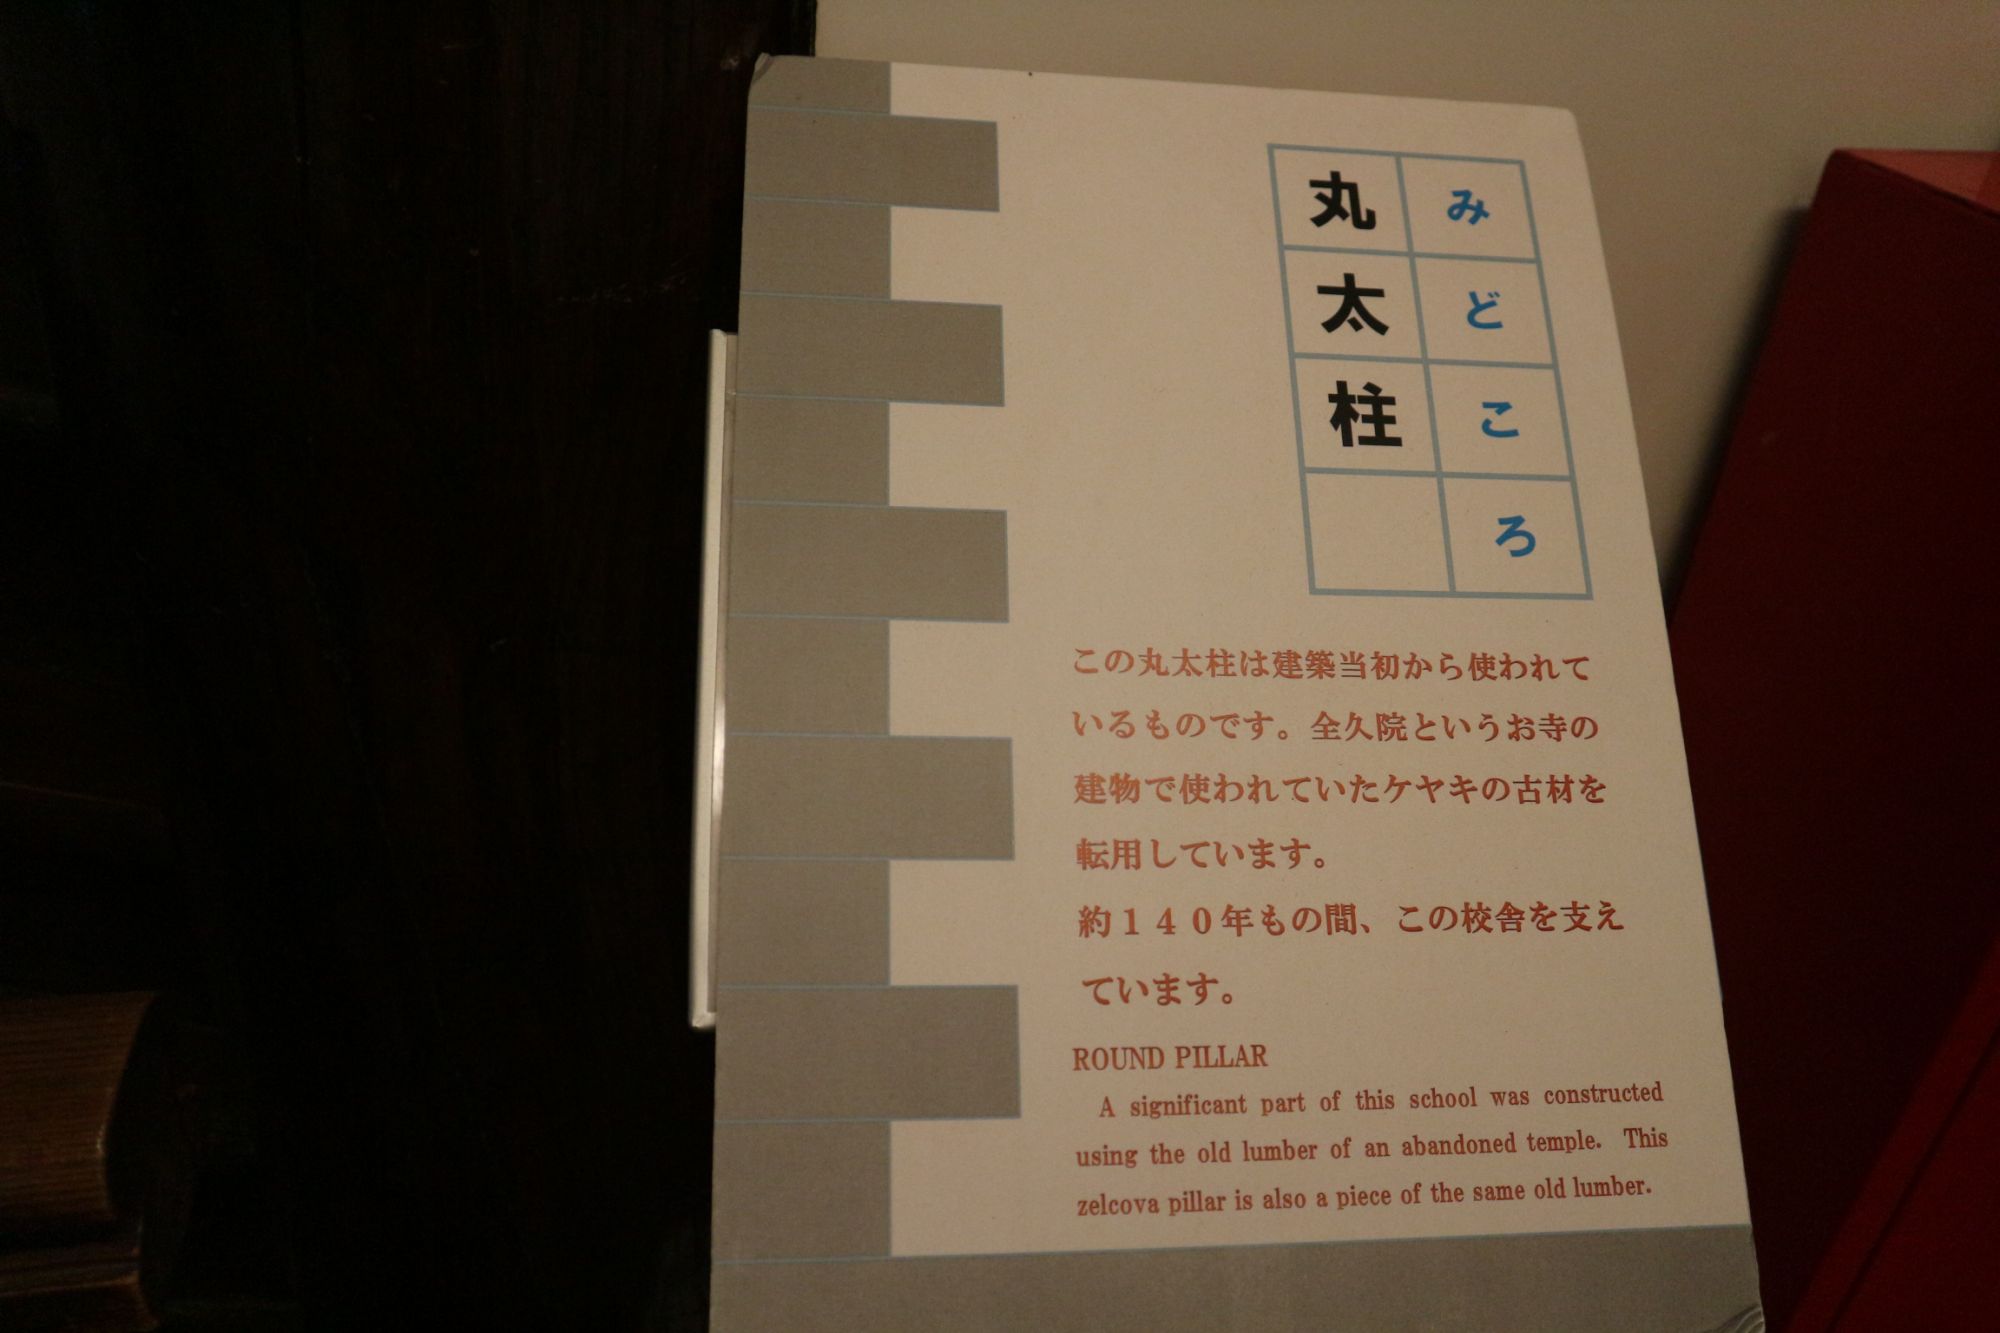 みどころ
丸太柱
この丸太柱は建築当初から使われて
いるものです。全久院というお寺の
建物で使われていたケヤキの古材を
転用しています。
約１４０年もの間、この校舎を支え
ています。
ROUND PILLAR
A significant part of this school was constructed
using the old lumber of an abandoned temple. This
zelcova pillar is also a piece of the same old lumber.